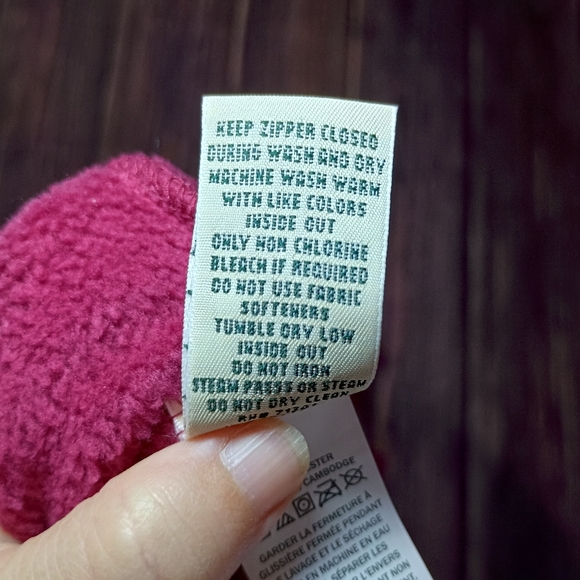 KEEP ZIPPER CLOSED
DURING WASH AND DRY
MACHINE WASH WARM
WITH LIKE COLORS
INSIDE OUT
ONLY NON CHLORINE
BLEACH IF REQUIRED
DO NOT USE FABRIC
SOFTENERS
TUMBLE DRY LOW
INSIDE OUT
DO NOT IRON
STEAM PRESS OR STEAM
DO NOT DRY CLEAN
RN#
CAMBODGE
GARDER LA FERMETURE À
GLISSIÈRE FERMÉE PENDANT
LAVAGE ET LE SÉCHAGE
EN MACHINE EN EAU
SÉPARER LES
L'ENVERS